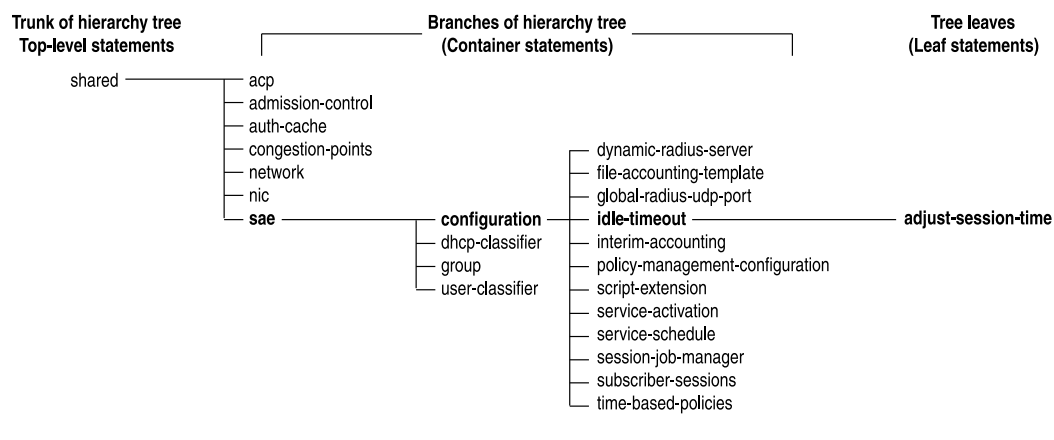 Trunk of hierarchy tree
Top-level statements
Branches of hierarchy tree
(Container statements)
Tree leaves
(Leaf statements)
shared
acp
admission-control
auth-cache
congestion-points
network
nic
sae
configuration
dhcp-classifier
group
user-classifier
dynamic-radius-server
file-accounting-template
global-radius-udp-port
idle-timeout
interim-accounting
policy-management-configuration
script-extension
service-activation
service-schedule
session-job-manager
subscriber-sessions
time-based-policies
adjust-session-time